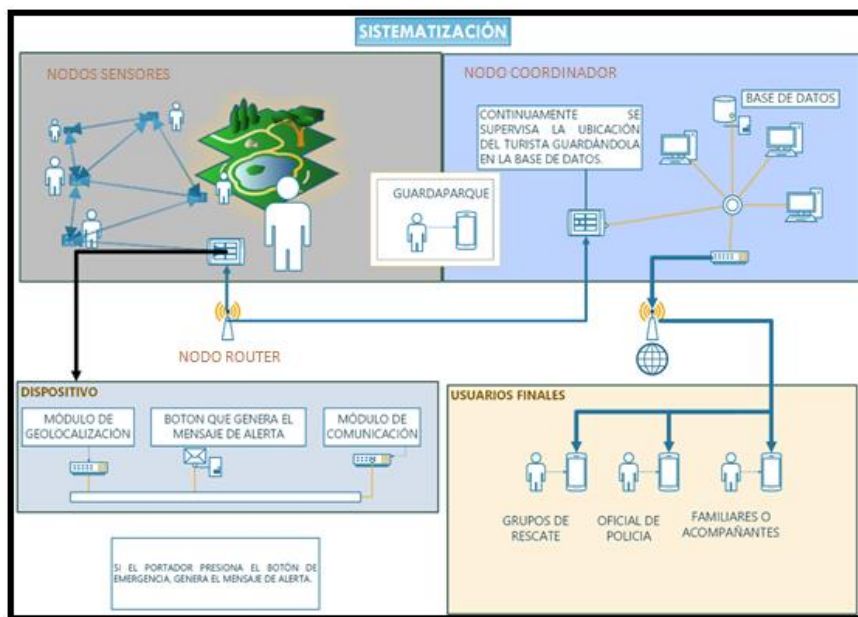 SISTEMATIZACIÓN
NODOS SENSORES
NODO COORDINADOR
CONTINUAMENTE SE
SUPERVISA LA UBICACIÓN
DEL TURISTA GUARDÁNDOLA
EN LA BASE DE DATOS.
BASE DE DATOS
GUARDAPARQUE
NODO ROUTER
DISPOSITIVO
MÓDULO DE
GEOLOCALIZACIÓN
BOTON QUE GENERA EL
MENSAJE DE ALERTA
MÓDULO DE
COMUNICACIÓN
SI EL PORTADOR PRESIONA EL BOTÓN DE
EMERGENCIA, GENERA EL MENSAJE DE ALERTA.
USUARIOS FINALES
GRUPOS DE
RESCATE
OFICIAL DE
POLICIA
FAMILIARES O
ACOMPAÑANTES